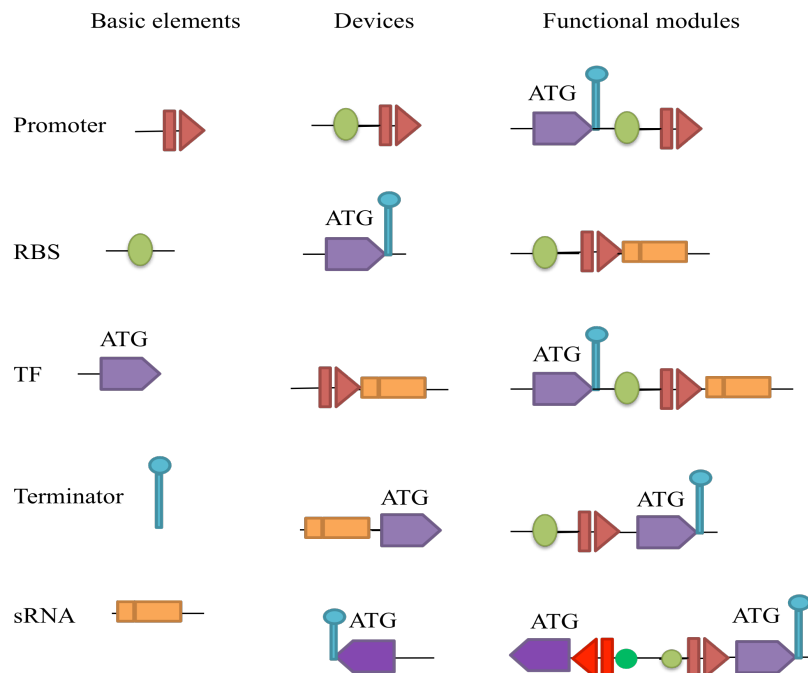 Basic elements Devices Functional modules
ATG
Promoter
ATG
RBS
ATG ATG
TF
Terminator ATG ATG
sRNA ATG ATG ATG